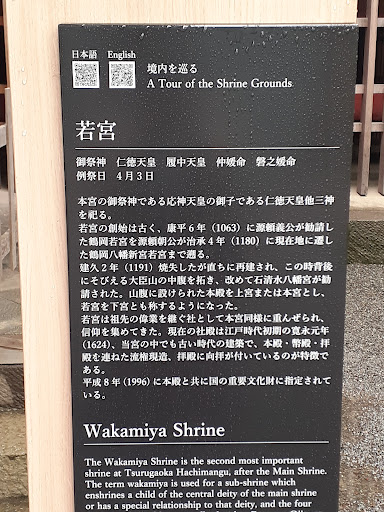 日本語 English
境内を巡る
A Tour of the Shrine Grounds
若宮
御祭神 仁徳天皇 履中天皇 仲媛命 磐之媛命
例祭日 4月3日
本宮の御祭神である応神天皇の御子である仁徳天皇他三神
を祀る。
若宮の創始は古く、康平6年（1063）に源頼義公が勧請し
た鶴岡若宮を源頼朝公が治承4年（1180）に現在地に遷し
た鶴岡八幡新宮若宮まで遡る。
建久2年（1191）焼失したが直ちに再建され、この時背後
にそびえる大臣山の中腹を拓き、改めて石清水八幡宮が勧
請された。山腹に設けられた本殿を上宮または本宮とし、
若宮を下宮とも称するようになった。
若宮は祖先の偉業を継ぐ社として本宮同様に重んぜられ、
信仰を集めてきた。現在の社殿は江戸時代初期の寛永元年
（1624）、当宮の中でも古い時代の建築で、本殿・幣殿・拝
殿を連ねた流権現造、拝殿に向拝が付いているのが特徴で
ある。
平成8年（1996）に本殿と共に国の重要文化財に指定されて
いる。
Wakamiya Shrine
The Wakamiya Shrine is the second most important
shrine at Tsurugaoka Hachimangu, after the Main Shrine.
The term wakamiya is used for a sub-shrine which
enshrines a child of the central deity of the main shrine
or has a special relationship to that deity, and the four